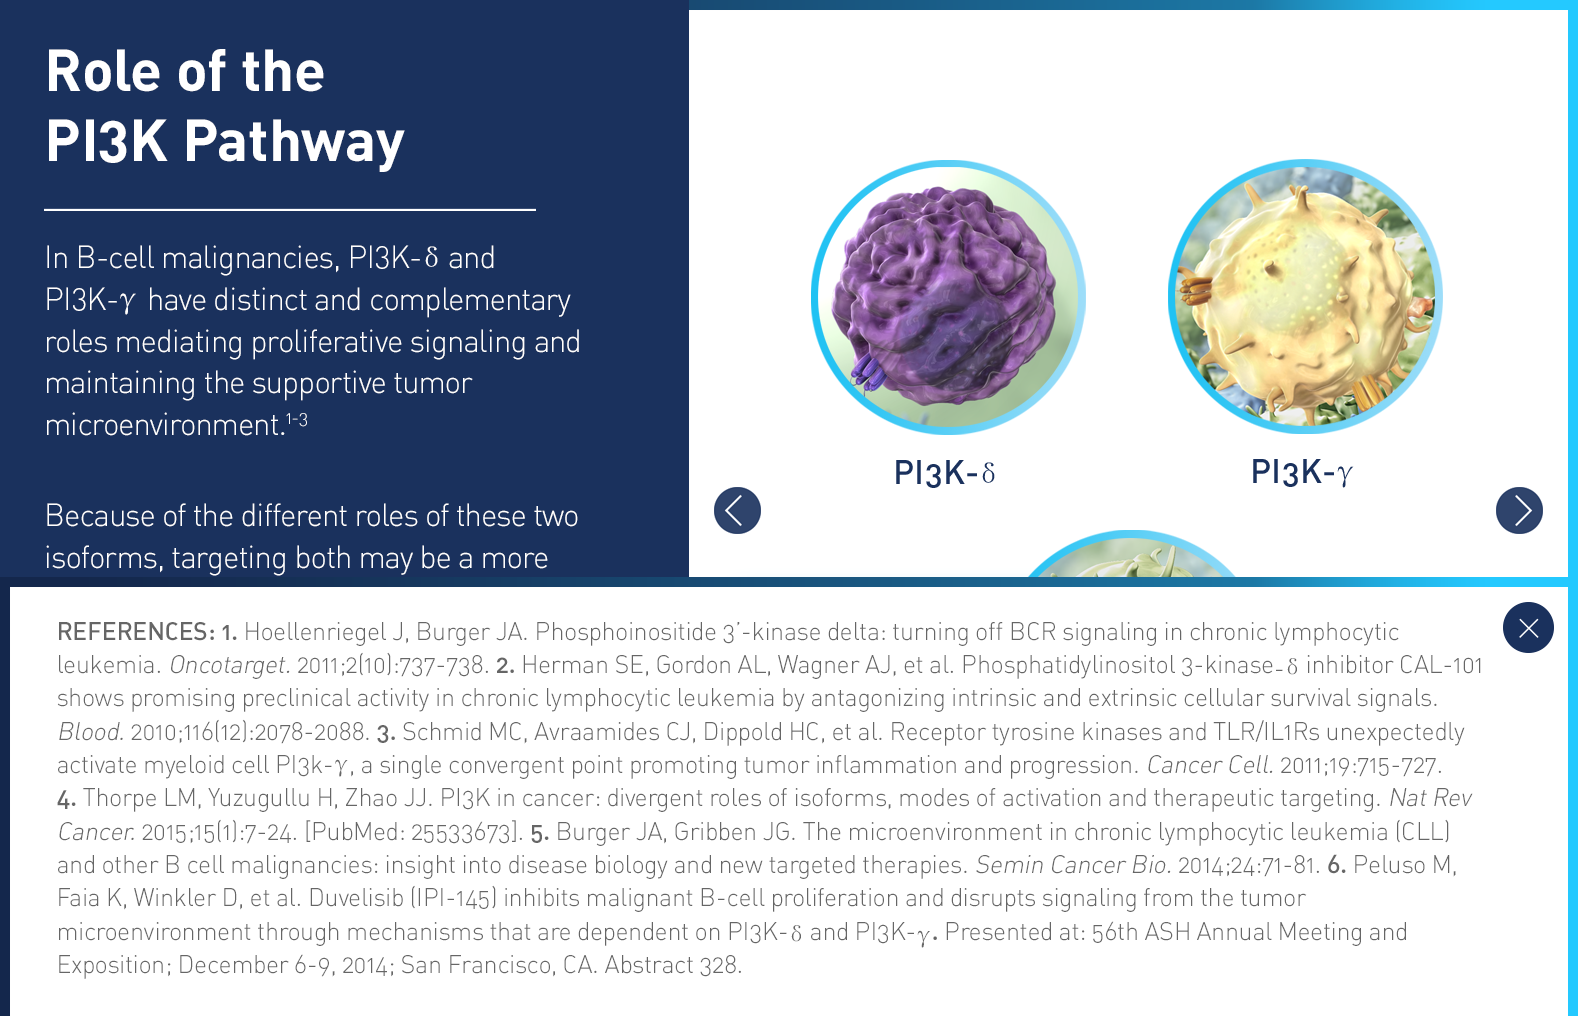 Role of the
PI3K Pathway
In B-cell malignancies, PI3K-δ and
PI3K-γ have distinct and complementary
roles mediating proliferative signaling and
maintaining the supportive tumor
microenvironment.1-3
Because of the different roles of these two
isoforms, targeting both may be a more
PI3K-δ
PI3K-γ
REFERENCES: 1. Hoellenriegel J, Burger JA. Phosphoinositide 3’-kinase delta: turning off BCR signaling in chronic lymphocytic
leukemia. Oncotarget. 2011;2(10):737-738. 2. Herman SE, Gordon AL, Wagner AJ, et al. Phosphatidylinositol 3-kinase-δ inhibitor CAL-101
shows promising preclinical activity in chronic lymphocytic leukemia by antagonizing intrinsic and extrinsic cellular survival signals.
Blood. 2010;116(12):2078-2088. 3. Schmid MC, Avraamides CJ, Dippold HC, et al. Receptor tyrosine kinases and TLR/IL1Rs unexpectedly
activate myeloid cell PI3k-γ, a single convergent point promoting tumor inflammation and progression. Cancer Cell. 2011;19:715-727.
4. Thorpe LM, Yuzugullu H, Zhao JJ. PI3K in cancer: divergent roles of isoforms, modes of activation and therapeutic targeting. Nat Rev
Cancer. 2015;15(1):7-24. [PubMed: 25533673]. 5. Burger JA, Gribben JG. The microenvironment in chronic lymphocytic leukemia (CLL)
and other B cell malignancies: insight into disease biology and new targeted therapies. Semin Cancer Bio. 2014;24:71-81. 6. Peluso M,
Faia K, Winkler D, et al. Duvelisib (IPI-145) inhibits malignant B-cell proliferation and disrupts signaling from the tumor
microenvironment through mechanisms that are dependent on PI3K-δ and PI3K-γ. Presented at: 56th ASH Annual Meeting and
Exposition; December 6-9, 2014; San Francisco, CA. Abstract 328.